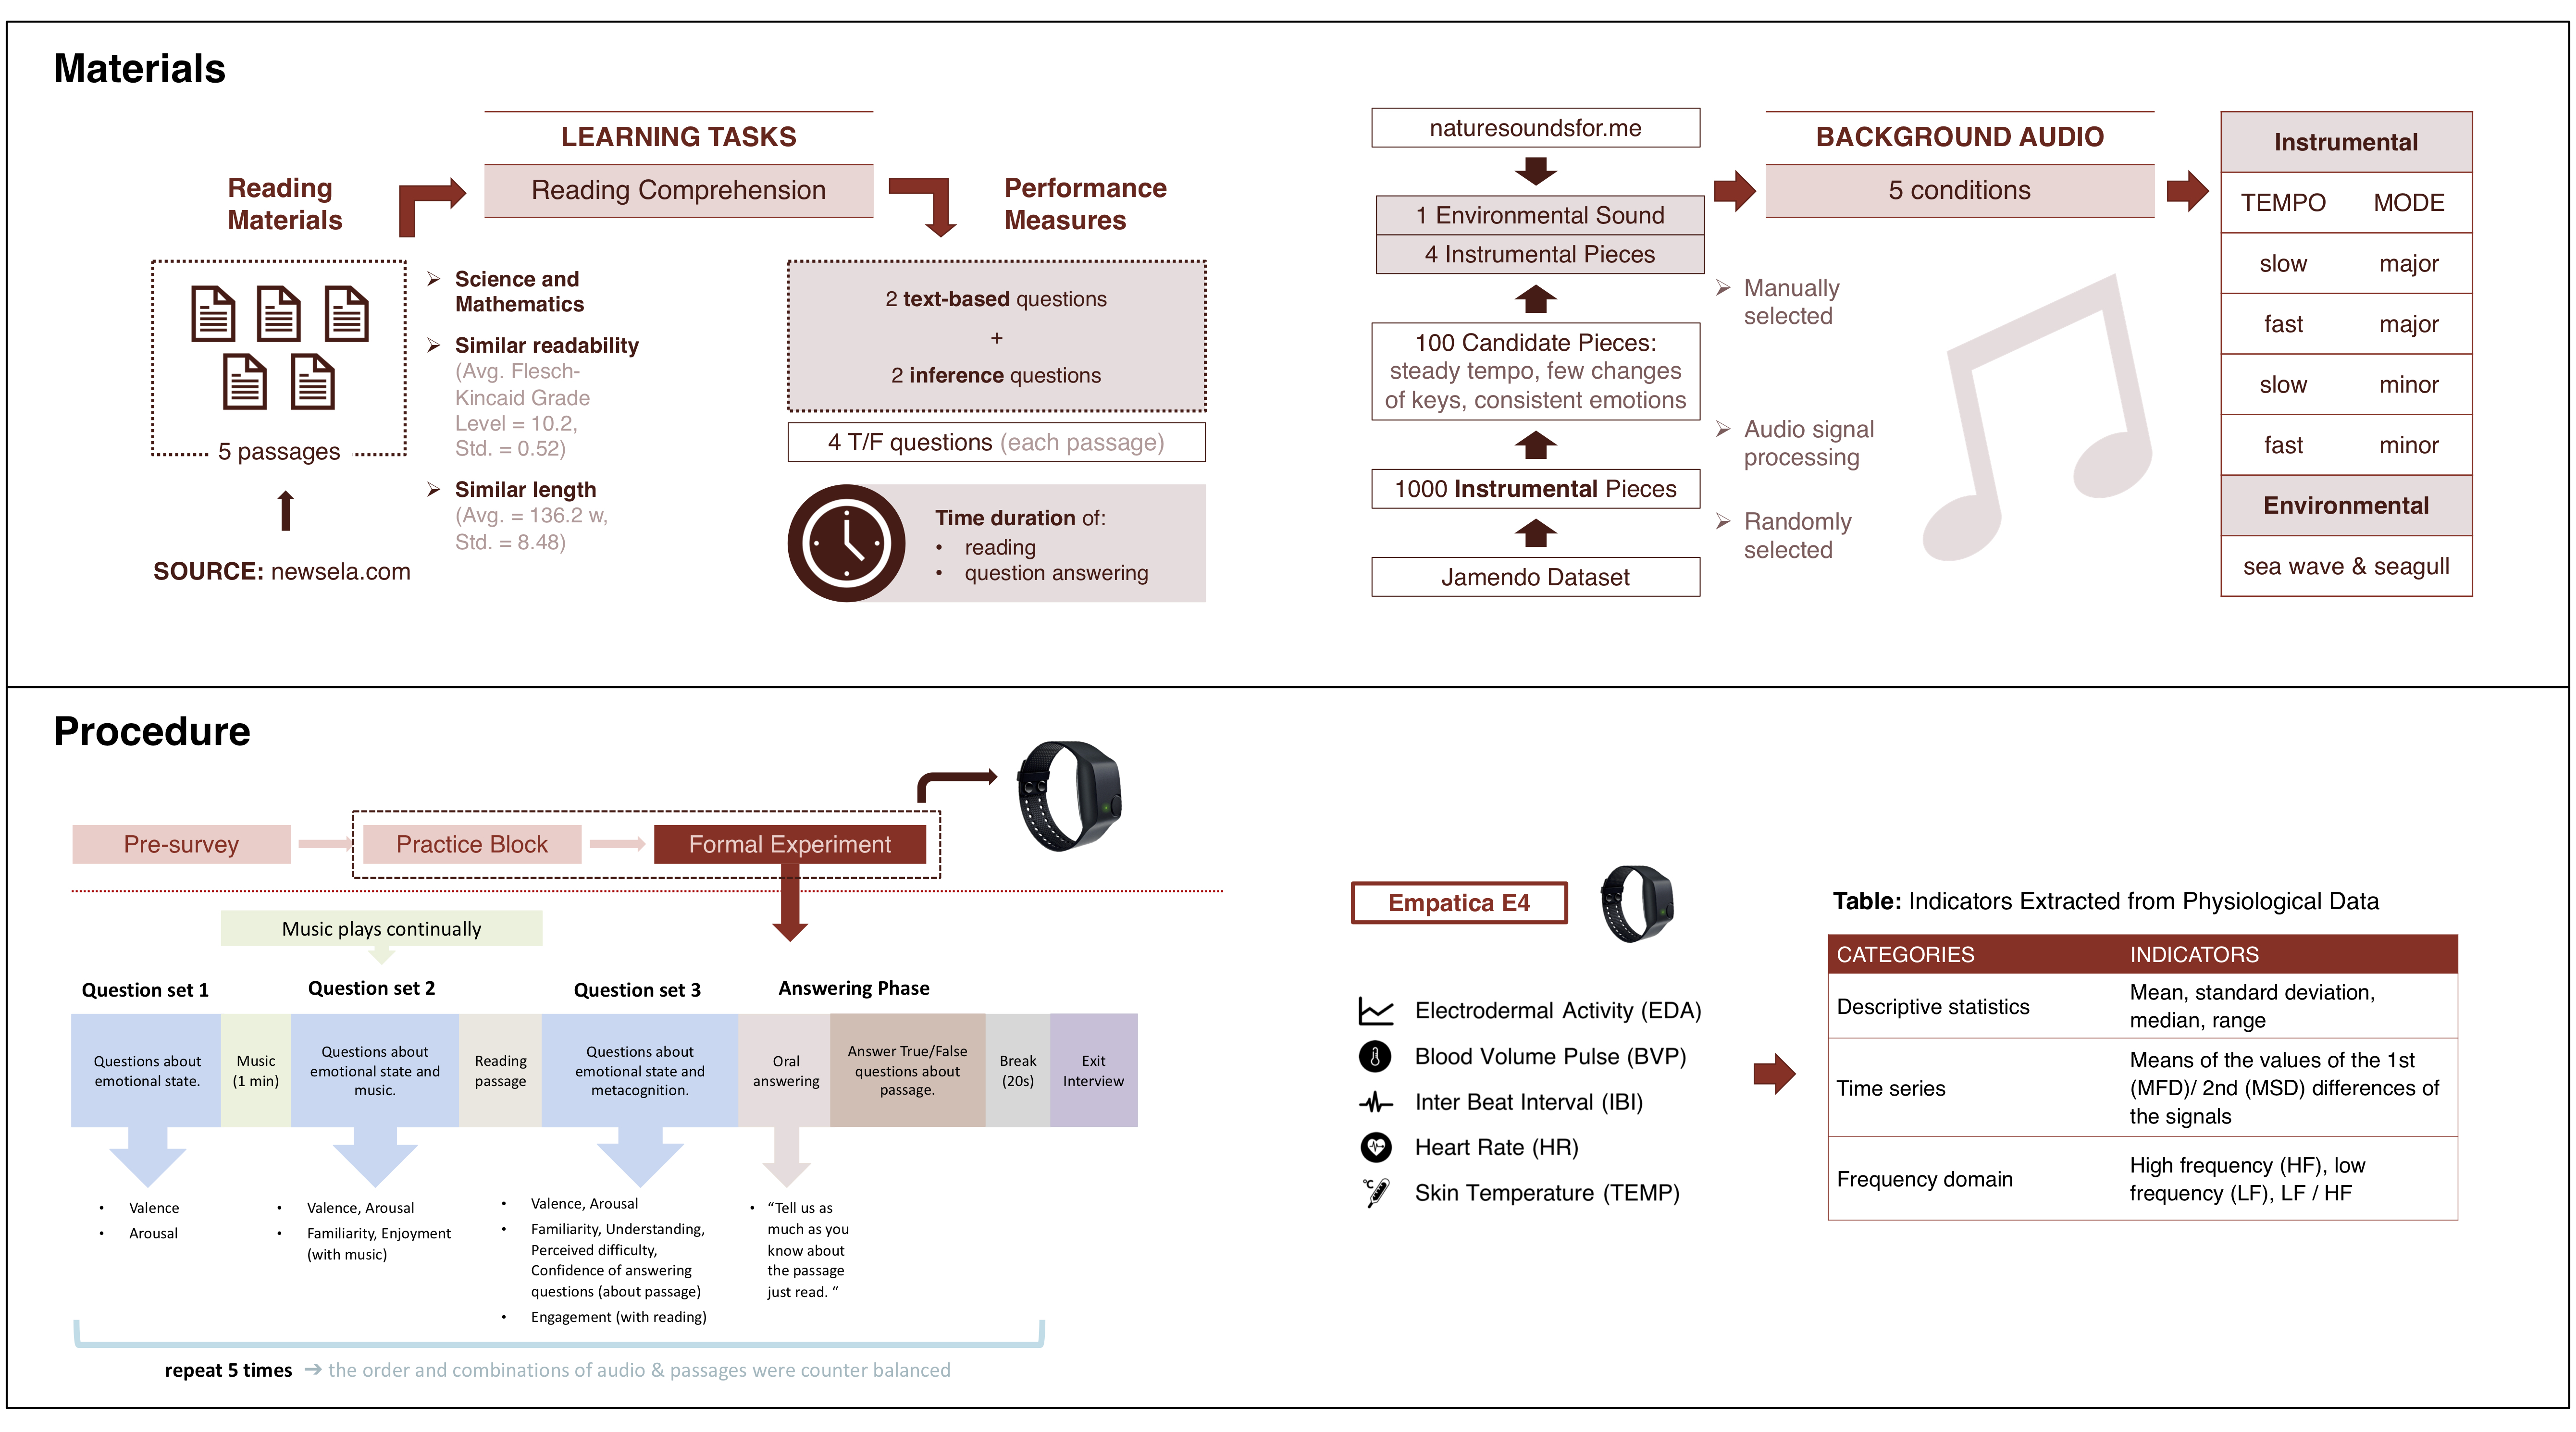 Materials
LEARNING TASKS
Reading Comprehension
Reading
Materials
5 passages
SOURCE: newsela.com
➢ Science and
Mathematics
➢ Similar readability
(Avg. Flesch-
Kincaid Grade
Level = 10.2,
Std. = 0.52)
➢ Similar length
(Avg. = 136.2 w,
Std. = 8.48)
Performance
Measures
2 text-based questions
+
2 inference questions
4 T/F questions (each passage)
Time duration of:
• reading
• question answering
naturesoundsfor.me
1 Environmental Sound
4 Instrumental Pieces
100 Candidate Pieces:
steady tempo, few changes
of keys, consistent emotions
1000 Instrumental Pieces
Jamendo Dataset
➢ Manually
selected
➢ Audio signal
processing
➢ Randomly
selected
BACKGROUND AUDIO
5 conditions
Instrumental
TEMPO MODE
slow major
fast major
slow minor
fast minor
Environmental
sea wave & seagull
Procedure
Pre-survey
Practice Block
Formal Experiment
Music plays continually
Question set 1
Question set 2
Question set 3
Answering Phase
Questions about
emotional state.
Music
(1 min)
Questions about
emotional state and
music.
Reading
passage
Questions about
emotional state and
metacognition.
Oral
answering
Answer True/False
questions about
passage.
Break
(20s)
Exit
Interview
• Valence
• Arousal
• Valence, Arousal
• Familiarity, Enjoyment
(with music)
• Valence, Arousal
• Familiarity, Understanding,
Perceived difficulty,
Confidence of answering
questions (about passage)
• Engagement (with reading)
• “Tell us as
much as you
know about
the passage
just read. “
repeat 5 times ➔ the order and combinations of audio & passages were counter balanced
Empatica E4
Electrodermal Activity (EDA)
Blood Volume Pulse (BVP)
Inter Beat Interval (IBI)
Heart Rate (HR)
°C
Skin Temperature (TEMP)
Table: Indicators Extracted from Physiological Data
CATEGORIES INDICATORS
Descriptive statistics
Mean, standard deviation,
median, range
Time series
Means of the values of the 1st
(MFD)/ 2nd (MSD) differences of
the signals
Frequency domain
High frequency (HF), low
frequency (LF), LF / HF